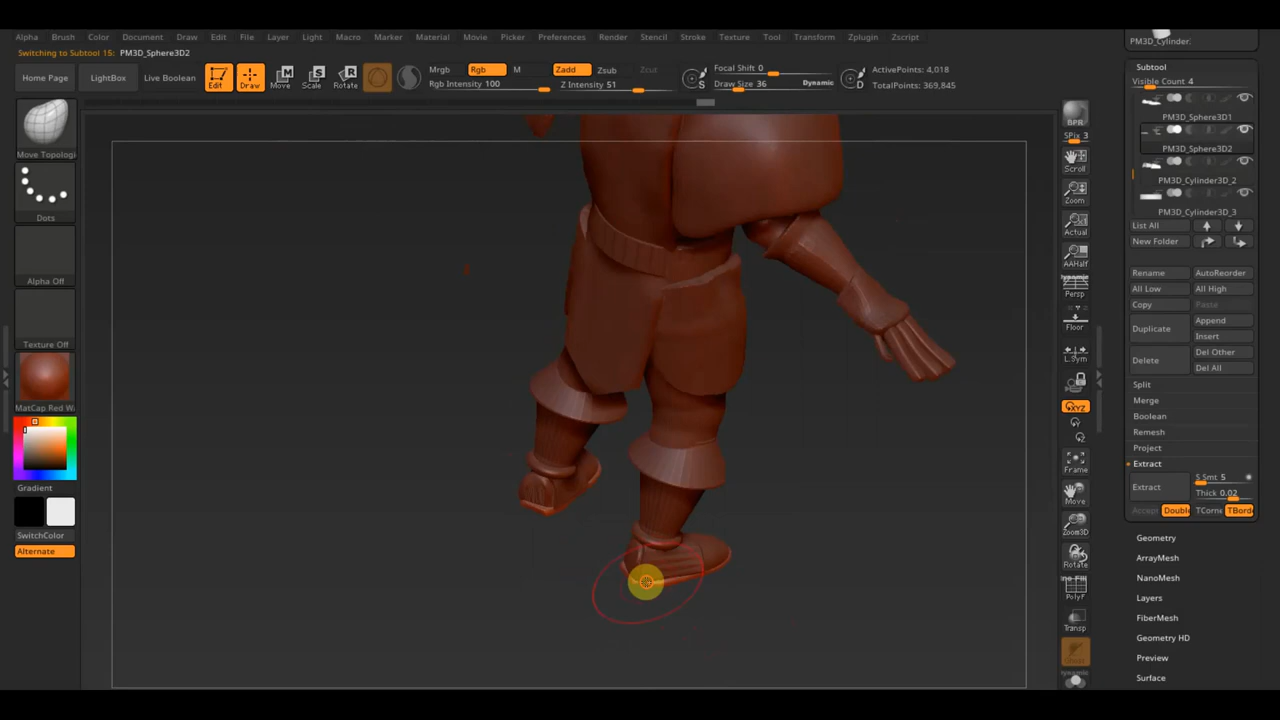 PM3D_Cylinder.
Alpha Brush Color Document Draw Edit File Layer Light Macro Marker Material Movie Picker Preferences Render Stencil Stroke Texture Tool Transform Zplugin Zscript
Switching to Subtool 15: PM3D_Sphere3D2
Home Page LightBox Live Boolean Edit Draw Move Scale Rotate
Mrgb Rgb M Zadd Zsub Zcut
Rgb Intensity 100 Z Intensity 51
S Focal Shift 0
Draw Size 36 Dynamic
D ActivePoints: 4,018
TotalPoints: 369,845
Move Topologi
Dots
Alpha Off
Texture Off
MatCap Red W
Gradient
SwitchColor
Alternate
BPR
SPix 3
Scroll
Zoom
Actual
AAHalf
Dynamic
Persp
Floor
L.Sym
XYZ
Frame
Move
Zoom3D
Rotate
PolyF
Transp
Subtool
Visible Count 4
PM3D_Sphere3D1
PM3D_Sphere3D2
PM3D_Cylinder3D_2
PM3D_Cylinder3D_3
List All
New Folder
Rename AutoReorder
All Low All High
Copy Paste
Duplicate Append
Insert
Delete Del Other
Del All
Split
Merge
Boolean
Remesh
Project
Extract
Extract S Smt 5
Thick 0.02
Accept Double TCorne TBord
Geometry
ArrayMesh
NanoMesh
Layers
FiberMesh
Geometry HD
Preview
Surface